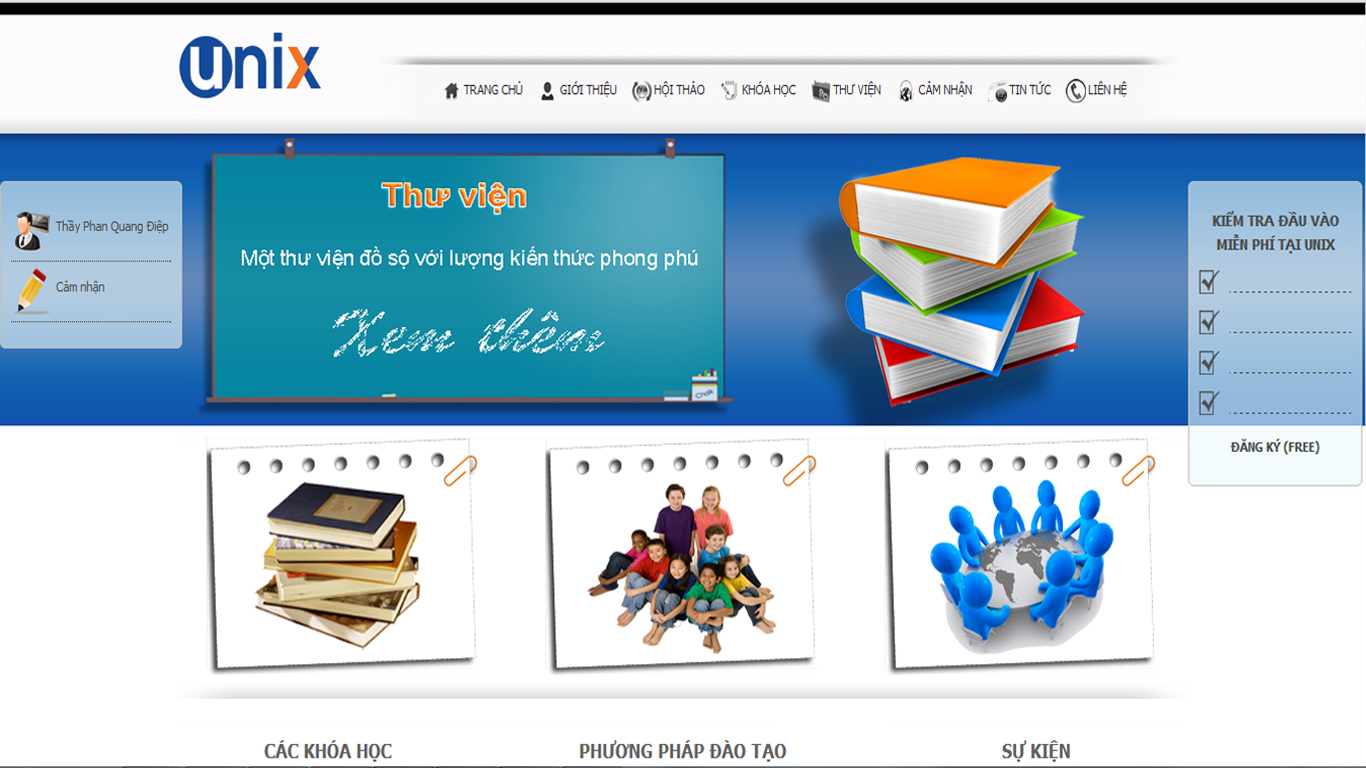 unix
TRANG CHỦ GIỚI THIỆU HỘI THẢO KHÓA HỌC THƯ VIỆN CẢM NHẬN TIN TỨC LIÊN HỆ
Thầy Phan Quang Điệp
Cảm nhận
Thư viện
Một thư viện đồ sộ với lượng kiến thức phong phú
Xem thêm
Chalk
KIỂM TRA ĐẦU VÀO
MIỄN PHÍ TẠI UNIX
ĐĂNG KÝ (FREE)
CÁC KHÓA HỌC
PHƯƠNG PHÁP ĐÀO TẠO
SỰ KIỆN